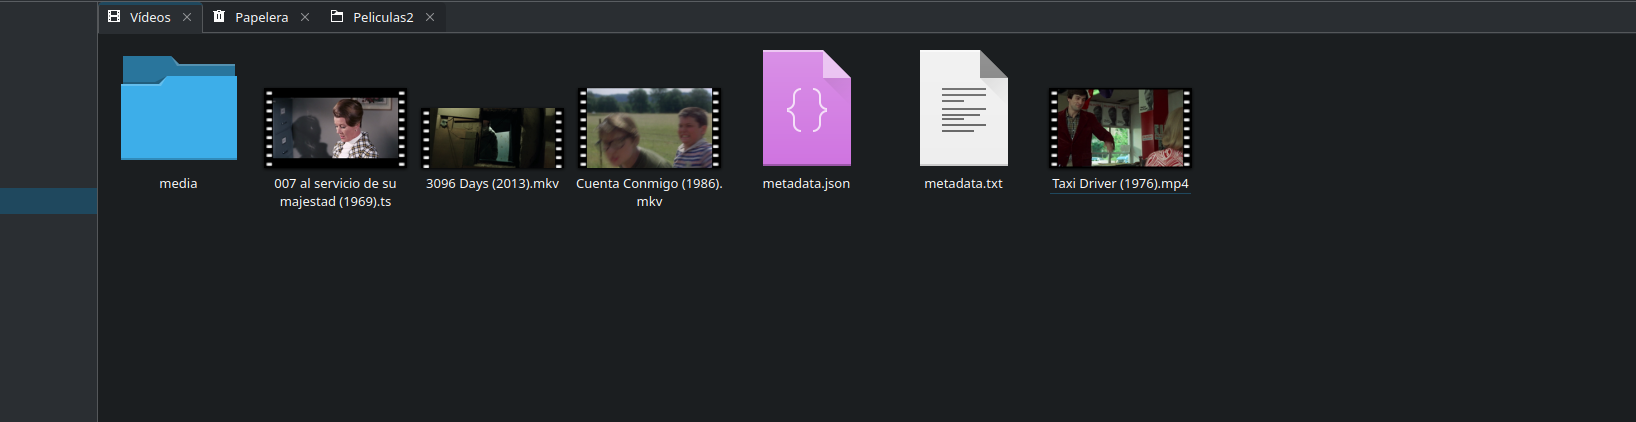 Vídeos
Papelera
Peliculas2
media
007 al servicio de su
majestad (1969).ts
3096 Days (2013).mkv
Cuenta Conmigo (1986).
mkv
{}
metadata.json
metadata.txt
Taxi Driver (1976).mp4